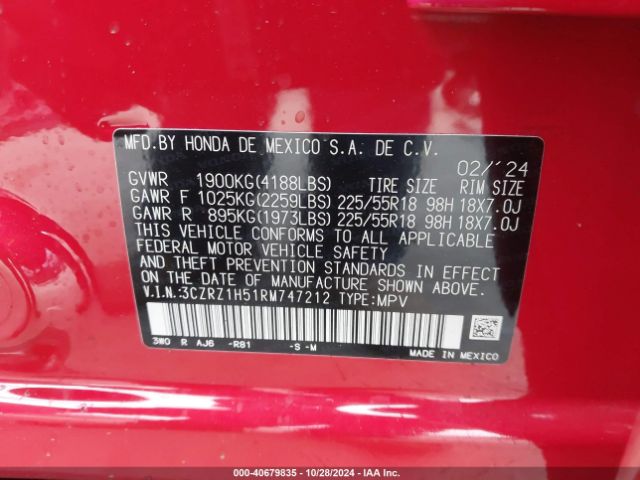 MFD.BY HONDA DE MEXICO S.A. DE C.V.
02/'24
GVWR 1900KG(4188LBS) TIRE SIZE RIM SIZE
GAWR F 1025KG(2259LBS) 225/55R18 98H 18X7.0J
GAWR R 895KG(1973LBS) 225/55R18 98H 18X7.0J
THIS VEHICLE CONFORMS TO ALL APPLICABLE
FEDERAL MOTOR VEHICLE SAFETY
AND THEFT PREVENTION STANDARDS IN EFFECT
ON THE DATE OF MANUFACTURE SHOWN ABOVE.
V.I.N.:3CZRZ1H51RM747212 TYPE:MPV
3W0 R AJ6 -R81 -S-M
MADE IN MEXICO
000-40679835 | 10/28/2024 | IAA Inc.